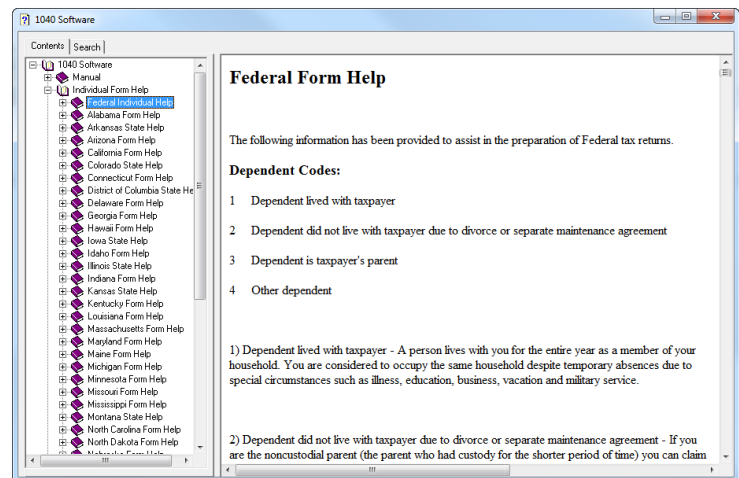 1040 Software
Contents
Search
1040 Software
Manual
Individual Form Help
Federal Individual Help
Alabama Form Help
Arkansas State Help
Arizona Form Help
California Form Help
Colorado State Help
Connecticut Form Help
District of Columbia State He
Delaware Form Help
Georgia Form Help
Hawaii Form Help
Iowa State Help
Idaho Form Help
Illinois State Help
Indiana Form Help
Kansas State Help
Kentucky Form Help
Louisiana Form Help
Massachusetts Form Help
Maryland Form Help
Maine Form Help
Michigan Form Help
Minnesota Form Help
Missouri Form Help
Mississippi Form Help
Montana State Help
North Carolina Form Help
North Dakota Form Help
Federal Form Help
The following information has been provided to assist in the preparation of Federal tax returns.
Dependent Codes:
1 Dependent lived with taxpayer
2 Dependent did not live with taxpayer due to divorce or separate maintenance agreement
3 Dependent is taxpayer's parent
4 Other dependent
1) Dependent lived with taxpayer - A person lives with you for the entire year as a member of your
household. You are considered to occupy the same household despite temporary absences due to
special circumstances such as illness, education, business, vacation and military service.
2) Dependent did not live with taxpayer due to divorce or separate maintenance agreement - If you
are the noncustodial parent (the parent who had custody for the shorter period of time) you can claim